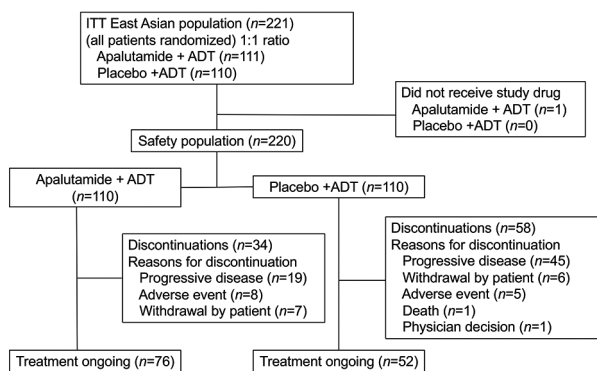 ITT East Asian population (n=221)
(all patients randomized) 1:1 ratio
Apalutamide + ADT (n=111)
Placebo +ADT (n=110)
Did not receive study drug
Apalutamide + ADT (n=1)
Placebo +ADT (n=0)
Safety population (n=220)
Apalutamide + ADT
(n=110)
Placebo +ADT (n=110)
Discontinuations (n=34)
Reasons for discontinuation
Progressive disease (n=19)
Adverse event (n=8)
Withdrawal by patient (n=7)
Discontinuations (n=58)
Reasons for discontinuation
Progressive disease (n=45)
Withdrawal by patient (n=6)
Adverse event (n=5)
Death (n=1)
Physician decision (n=1)
Treatment ongoing (n=76)
Treatment ongoing (n=52)